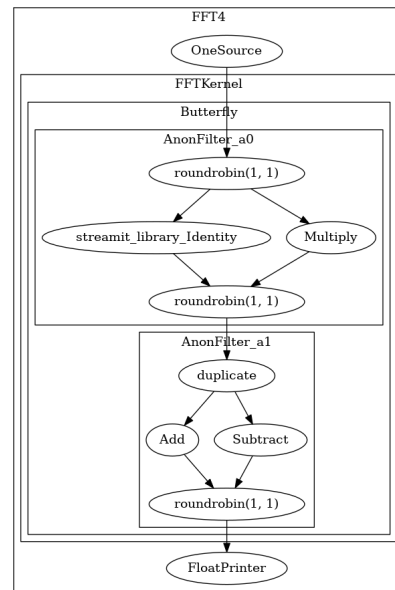 FFT4
OneSource
FFTKernel
Butterfly
AnonFilter_a0
roundrobin(1, 1)
streamit_library_Identity
Multiply
roundrobin(1, 1)
AnonFilter_a1
duplicate
Add
Subtract
roundrobin(1, 1)
FloatPrinter